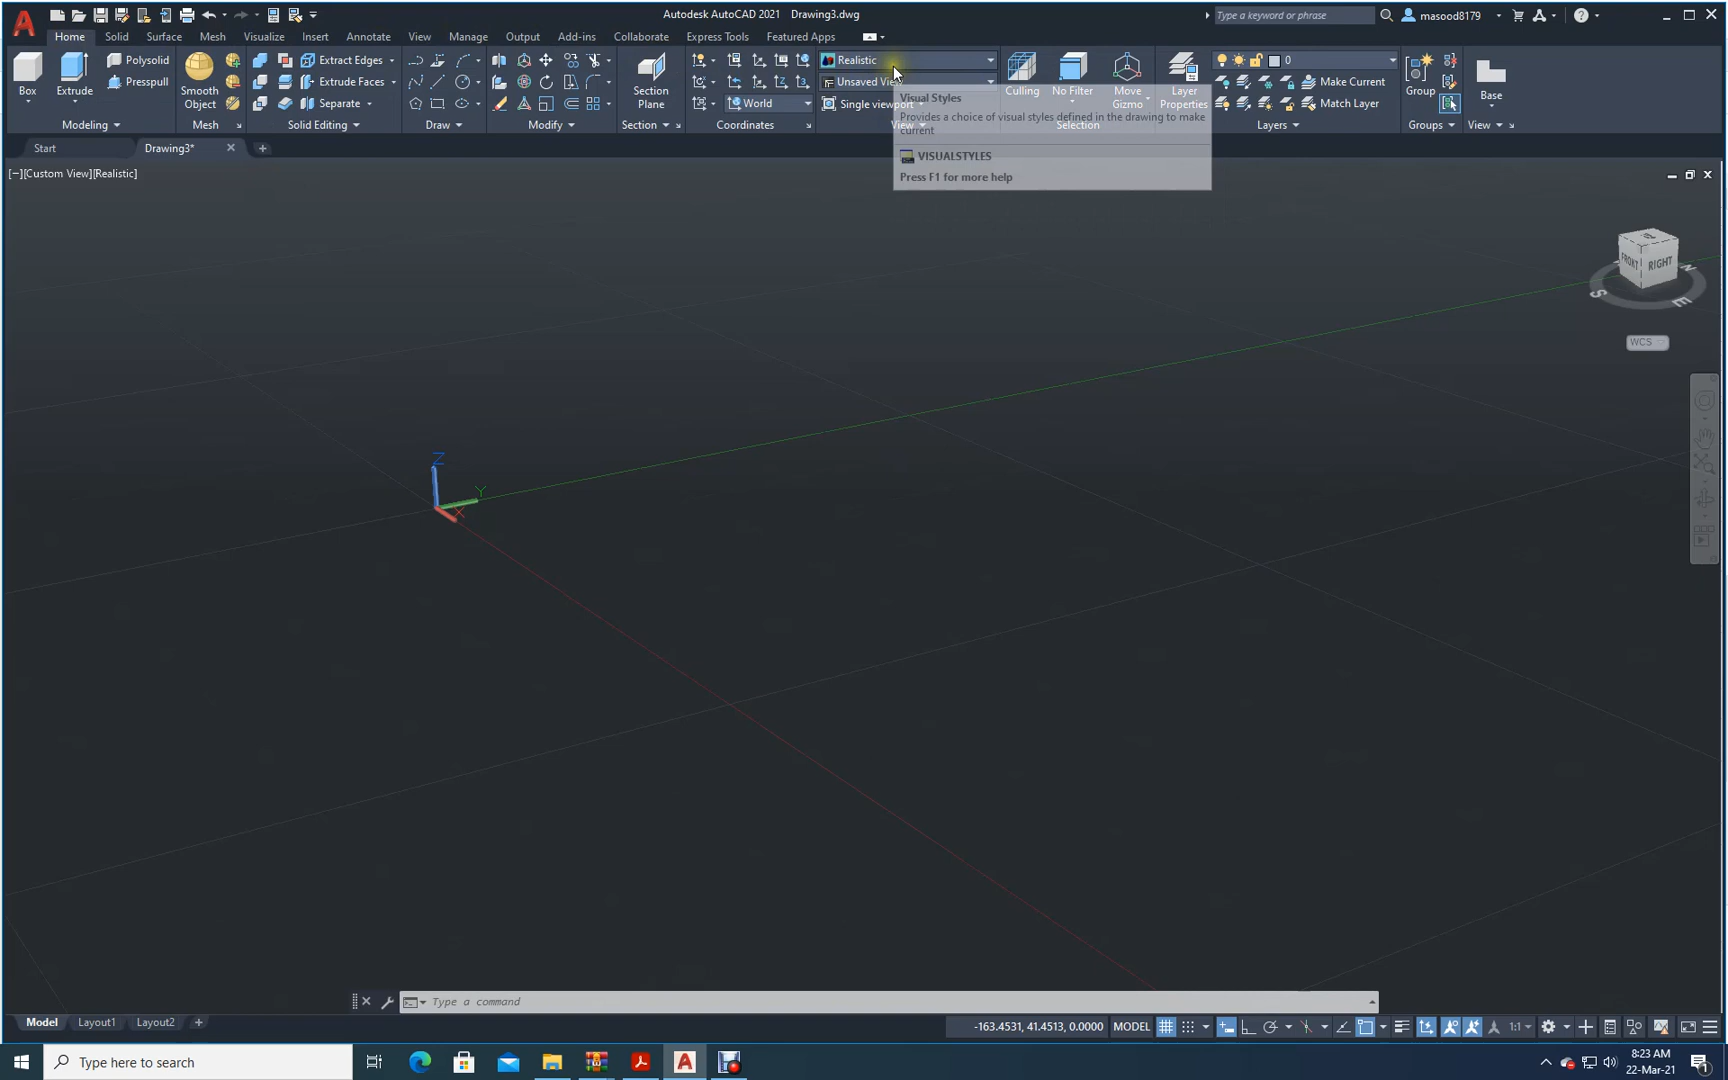 Autodesk AutoCAD 2021 Drawing3.dwg
Type a keyword or phrase
masood8179
Home Solid Surface Mesh Visualize Insert Annotate View Manage Output Add-ins Collaborate Express Tools Featured Apps
Box
Extrude
Polysolid
Presspull
Modeling
Smooth
Object
Mesh
Extract Edges
Extrude Faces
Separate
Solid Editing
Draw
Modify
Section
Plane
Section
World
Coordinates
Realistic
Unsaved View
Single viewport
View
Culling
No Filter
Move
Gizmo
Selection
Layer
Properties
0
Make Current
Match Layer
Layers
Group
Groups
Base
View
Visual Styles
Provides a choice of visual styles defined in the drawing to make
current
VISUALSTYLES
Press F1 for more help
Start
Drawing3*
[−][Custom View][Realistic]
FRONT
RIGHT
N
S
E
WCS
Z
Y
X
Type a command
Model Layout1 Layout2
-163.4531, 41.4513, 0.0000
MODEL
1:1
Type here to search
8:23 AM
22-Mar-21
1